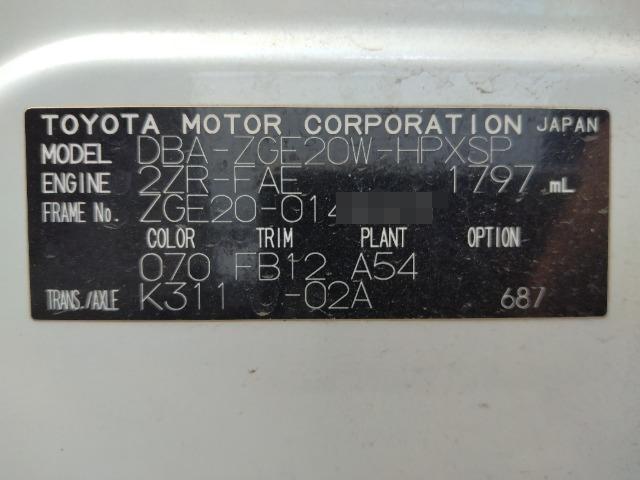 TOYOTA MOTOR CORPORATION JAPAN
MODEL DBA-ZGE20W-HPXSP
ENGINE 2ZR-FAE 1797 mL
FRAME No. ZGE20-014
COLOR TRIM PLANT OPTION
070 FB12 A54
TRANS./AXLE K311 -02A 687